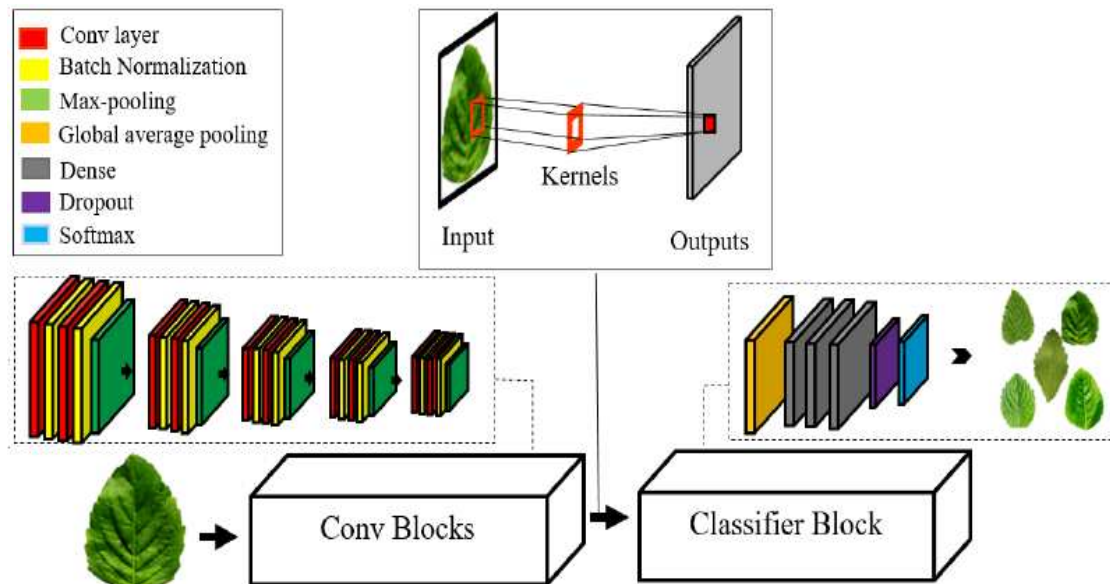 Conv layer
Batch Normalization
Max-pooling
Global average pooling
Dense
Dropout
Softmax
Kernels
Input
Outputs
Conv Blocks
Classifier Block